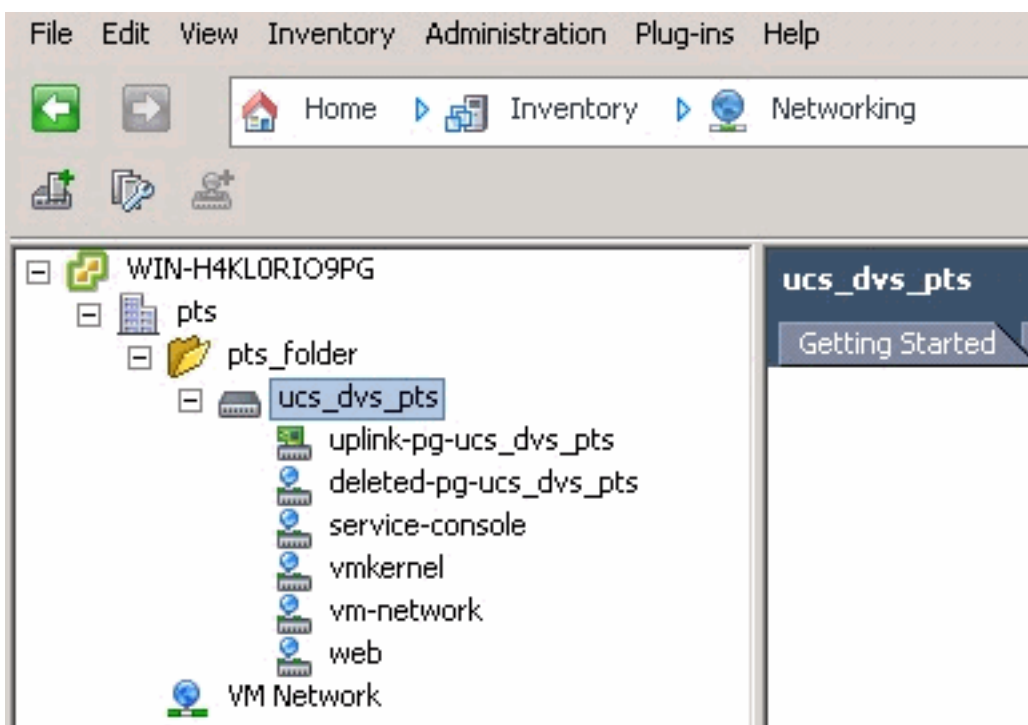 File Edit View Inventory Administration Plug-ins Help
Home Inventory Networking
WIN-H4KL0RIO9PG
pts
pts_folder
ucs_dvs_pts
uplink-pg-ucs_dvs_pts
deleted-pg-ucs_dvs_pts
service-console
vmkernel
vm-network
web
VM Network
ucs_dvs_pts
Getting Started